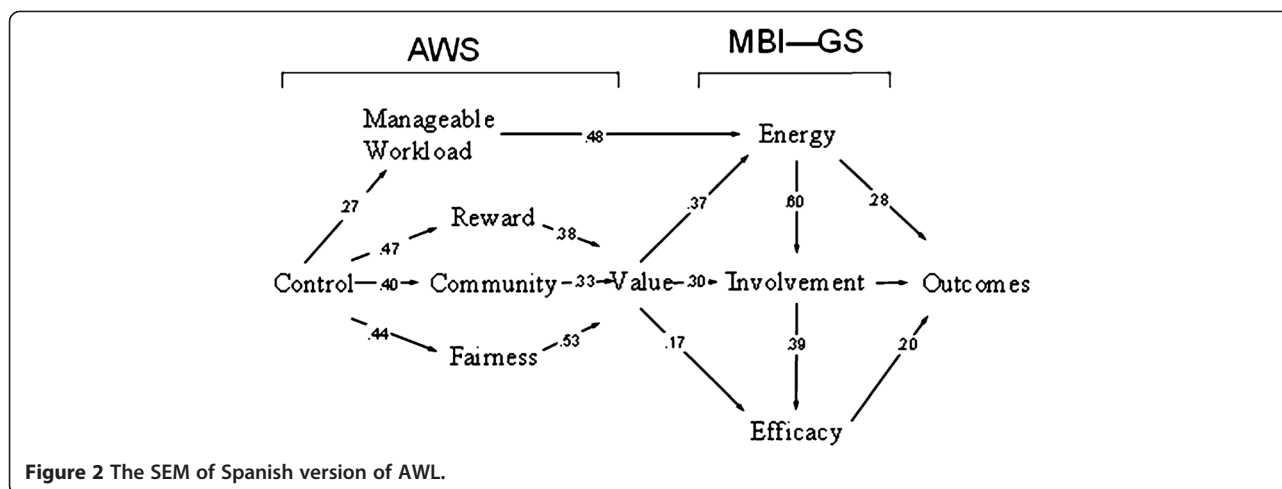 AWS
MBI—GS
Manageable
Workload
.48
Energy
.27
.37
.60
.28
Reward
.47
.38
Control
.40
Community
.33
Value
.30
Involvement
Outcomes
.44
Fairness
.53
.17
.39
.20
Efficacy
Figure 2 The SEM of Spanish version of AWL.